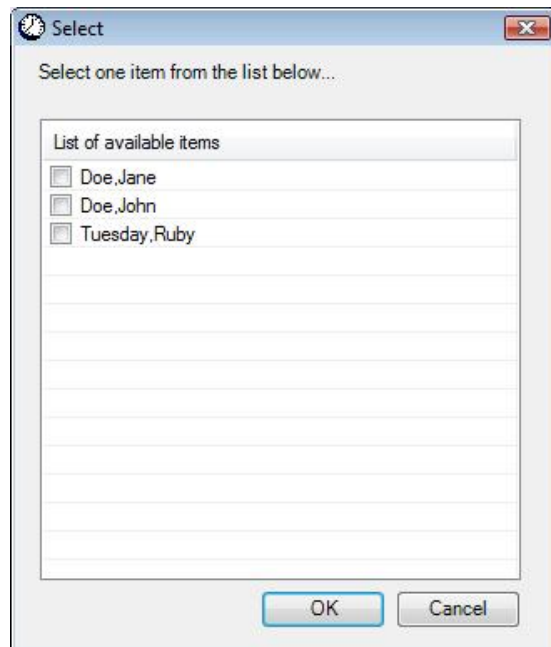 Select
Select one item from the list below...
List of available items
Doe,Jane
Doe,John
Tuesday,Ruby
OK Cancel